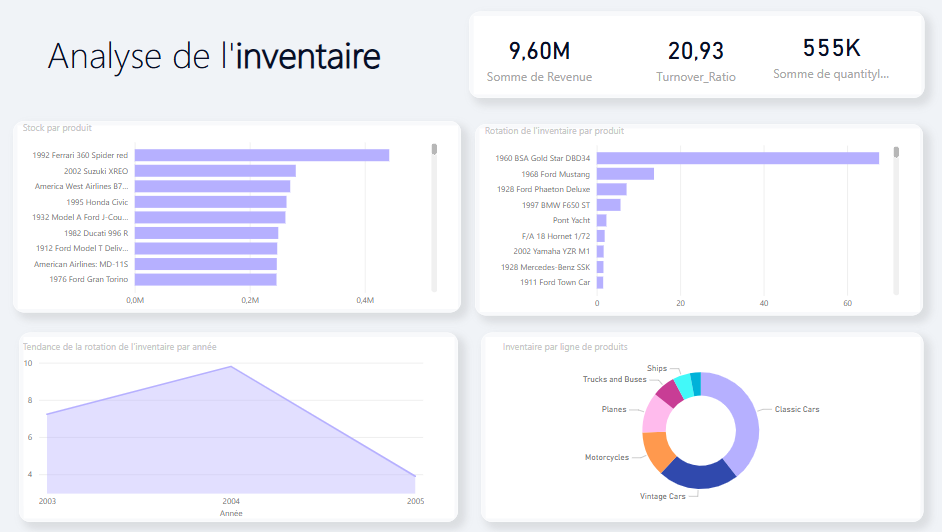 Analyse de l'inventaire
9,60M
Somme de Revenue
20,93
Turnover_Ratio
555K
Somme de quantityI...
Stock par produit
1992 Ferrari 360 Spider red
2002 Suzuki XREO
America West Airlines B7...
1995 Honda Civic
1932 Model A Ford J-Cou...
1982 Ducati 996 R
1912 Ford Model T Deliv...
American Airlines: MD-11S
1976 Ford Gran Torino
0,0M
0,2M
0,4M
Rotation de l'inventaire par produit
1960 BSA Gold Star DBD34
1968 Ford Mustang
1928 Ford Phaeton Deluxe
1997 BMW F650 ST
Pont Yacht
F/A 18 Hornet 1/72
2002 Yamaha YZR M1
1928 Mercedes-Benz SSK
1911 Ford Town Car
0
20
40
60
Tendance de la rotation de l'inventaire par année
10
8
6
4
2003
2004
2005
Année
Inventaire par ligne de produits
Ships
Trucks and Buses
Planes
Motorcycles
Vintage Cars
Classic Cars